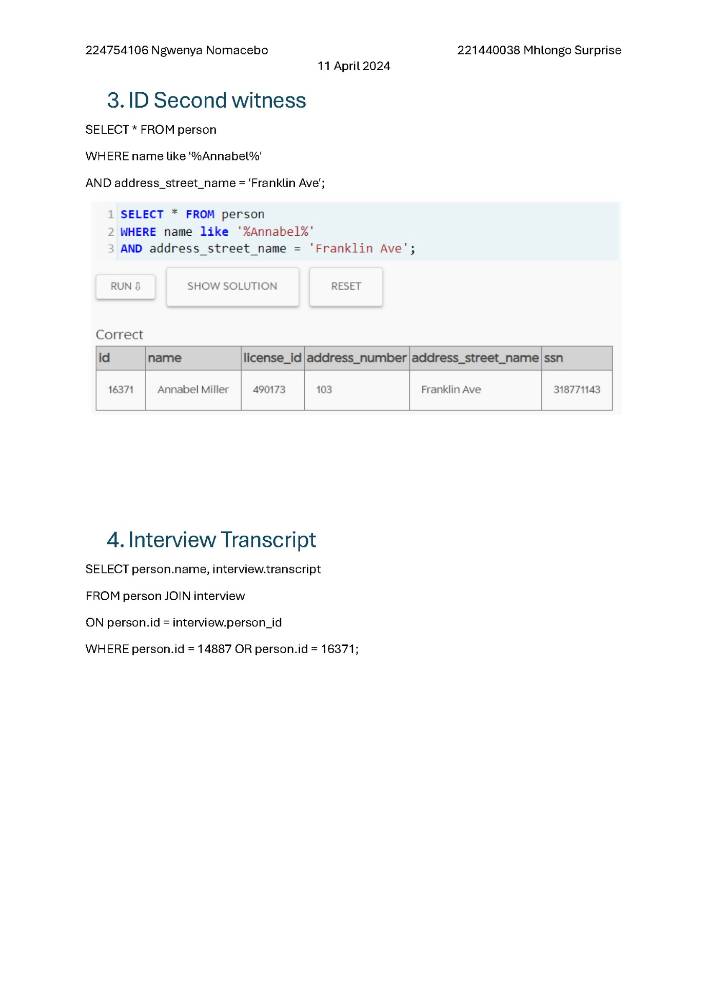 224754106 Ngwenya Nomacebo 221440038 Mhlongo Surprise
11 April 2024
3. ID Second witness
SELECT * FROM person
WHERE name like '%Annabel%'
AND address_street_name = 'Franklin Ave';
1 SELECT * FROM person
2 WHERE name like '%Annabel%'
3 AND address_street_name = 'Franklin Ave';
RUN ⇩ SHOW SOLUTION RESET
Correct
id name license_id address_number address_street_name ssn
16371 Annabel Miller 490173 103 Franklin Ave 318771143
4. Interview Transcript
SELECT person.name, interview.transcript
FROM person JOIN interview
ON person.id = interview.person_id
WHERE person.id = 14887 OR person.id = 16371;